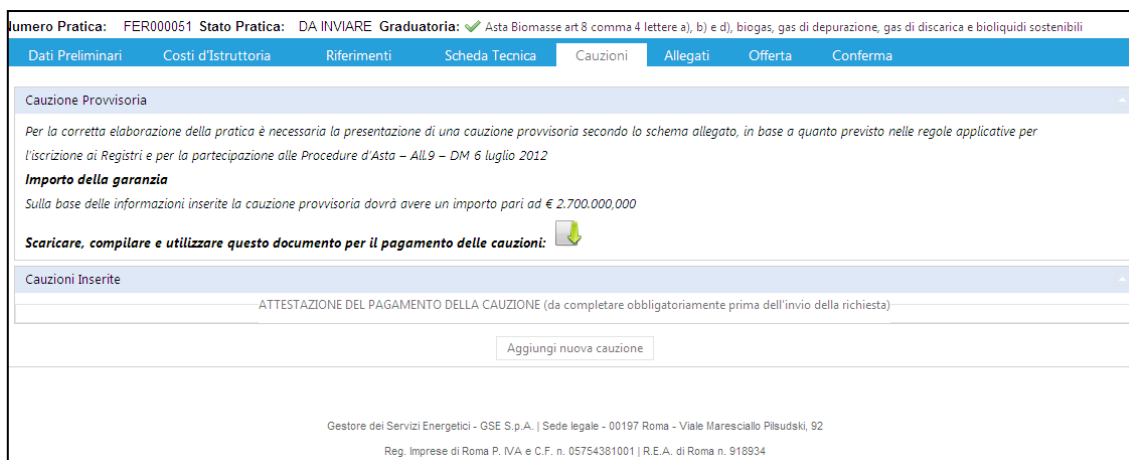 Numero Pratica: FER000051 Stato Pratica: DA INVIARE Graduatoria: Asta Biomasse art 8 comma 4 lettere a), b) e d), biogas, gas di depurazione, gas di discarica e bioliquidi sostenibili
Dati Preliminari Costi d'Istruttoria Riferimenti Scheda Tecnica Cauzioni Allegati Offerta Conferma
Cauzione Provvisoria
Per la corretta elaborazione della pratica è necessaria la presentazione di una cauzione provvisoria secondo lo schema allegato, in base a quanto previsto nelle regole applicative per
l'iscrizione ai Registri e per la partecipazione alle Procedure d'Asta – All.9 – DM 6 luglio 2012
Importo della garanzia
Sulla base delle informazioni inserite la cauzione provvisoria dovrà avere un importo pari ad € 2.700.000,000
Scaricare, compilare e utilizzare questo documento per il pagamento delle cauzioni:
Cauzioni Inserite
ATTESTAZIONE DEL PAGAMENTO DELLA CAUZIONE (da completare obbligatoriamente prima dell'invio della richiesta)
Aggiungi nuova cauzione
Gestore dei Servizi Energetici - GSE S.p.A. | Sede legale - 00197 Roma - Viale Maresciallo Pilsudski, 92
Reg. Imprese di Roma P. IVA e C.F. n. 05754381001 | R.E.A. di Roma n. 918934